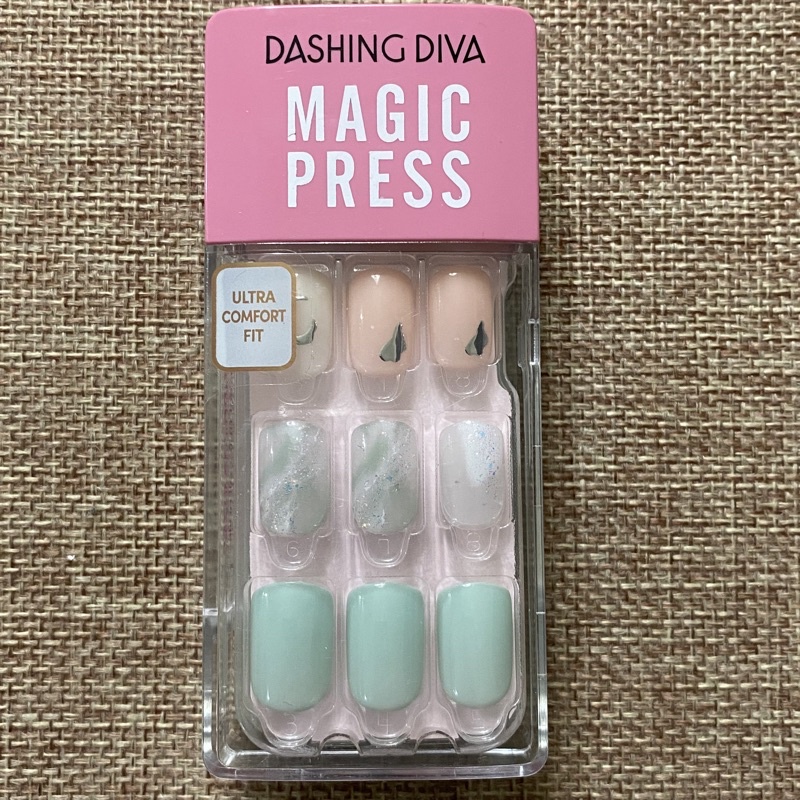 DASHING DIVA
MAGIC
PRESS
ULTRA
COMFORT
FIT